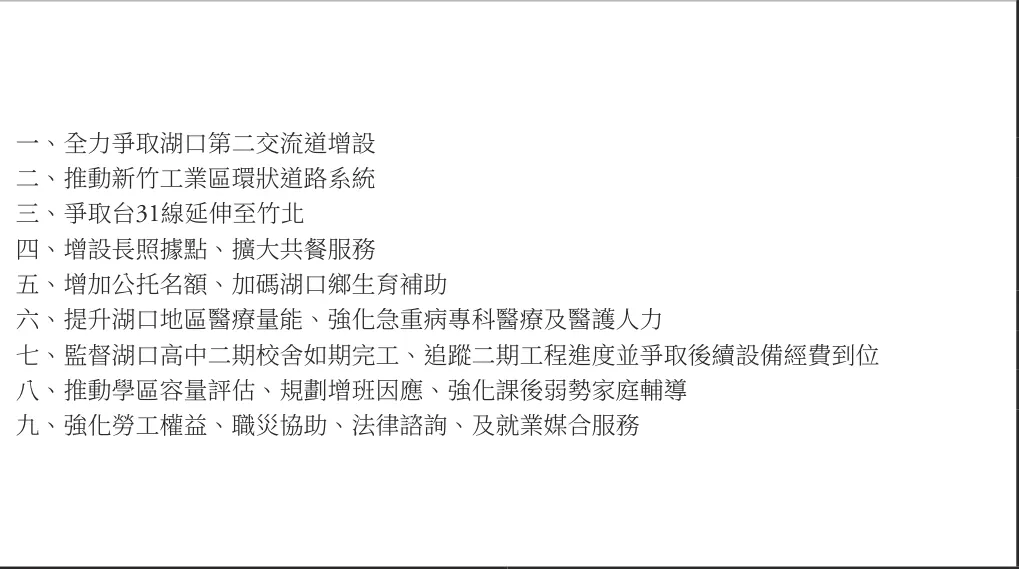 一、全力爭取湖口第二交流道增設
二、推動新竹工業區環狀道路系統
三、爭取台31線延伸至竹北
四、增設長照據點、擴大共餐服務
五、增加公托名額、加碼湖口鄉生育補助
六、提升湖口地區醫療量能、強化急重病專科醫療及醫護人力
七、監督湖口高中二期校舍如期完工、追蹤二期工程進度並爭取後續設備經費到位
八、推動學區容量評估、規劃增班因應、強化課後弱勢家庭輔導
九、強化勞工權益、職災協助、法律諮詢、及就業媒合服務